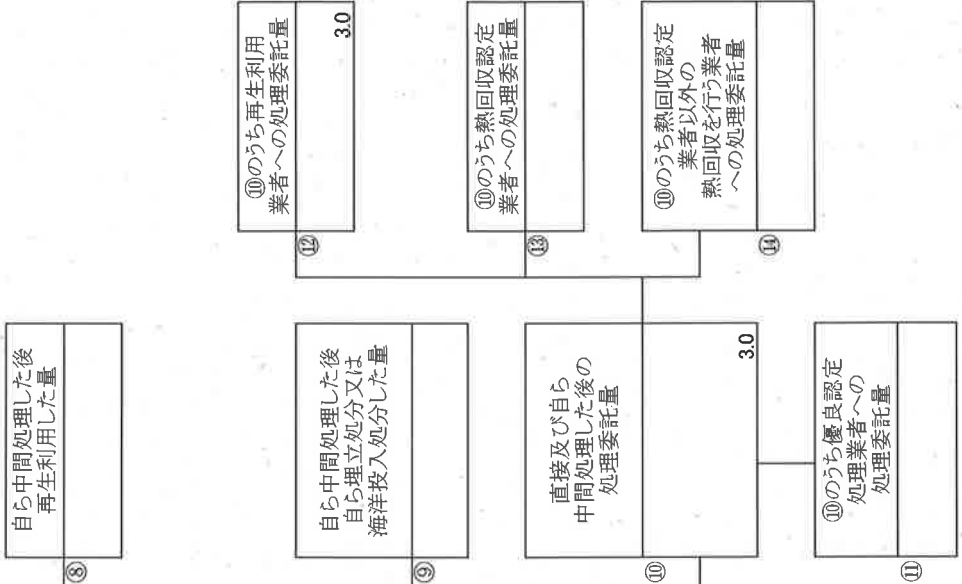 自ら中間処理した後
再生利用した量
⑧
自ら中間処理した後
自ら埋立処分又は
海洋投入処分した量
⑨
直接及び自ら
中間処理した後の
処理委託量
3.0
⑩
⑩のうち優良認定
処理業者への
処理委託量
⑪
⑩のうち再生利用
業者への処理委託量
3.0
⑫
⑩のうち熱回収認定
業者への処理委託量
⑬
⑩のうち熱回収認定
業者以外の
熱回収を行う業者
への処理委託量
⑭